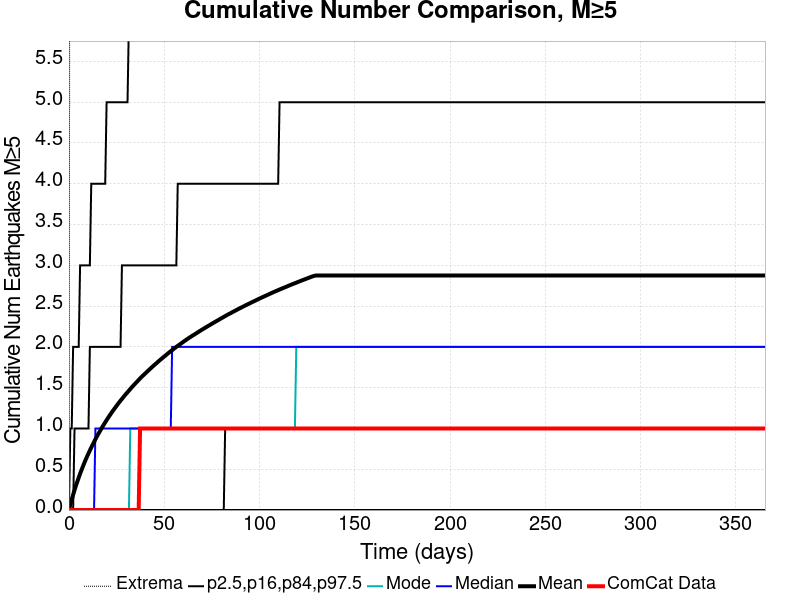 Cumulative Number Comparison, M≥5
Cumulative Num Earthquakes M≥5
5.5
5.0
4.5
4.0
3.5
3.0
2.5
2.0
1.5
1.0
0.5
0.0
0 50 100 150 200 250 300 350
Time (days)
Extrema p2.5,p16,p84,p97.5 Mode Median Mean ComCat Data